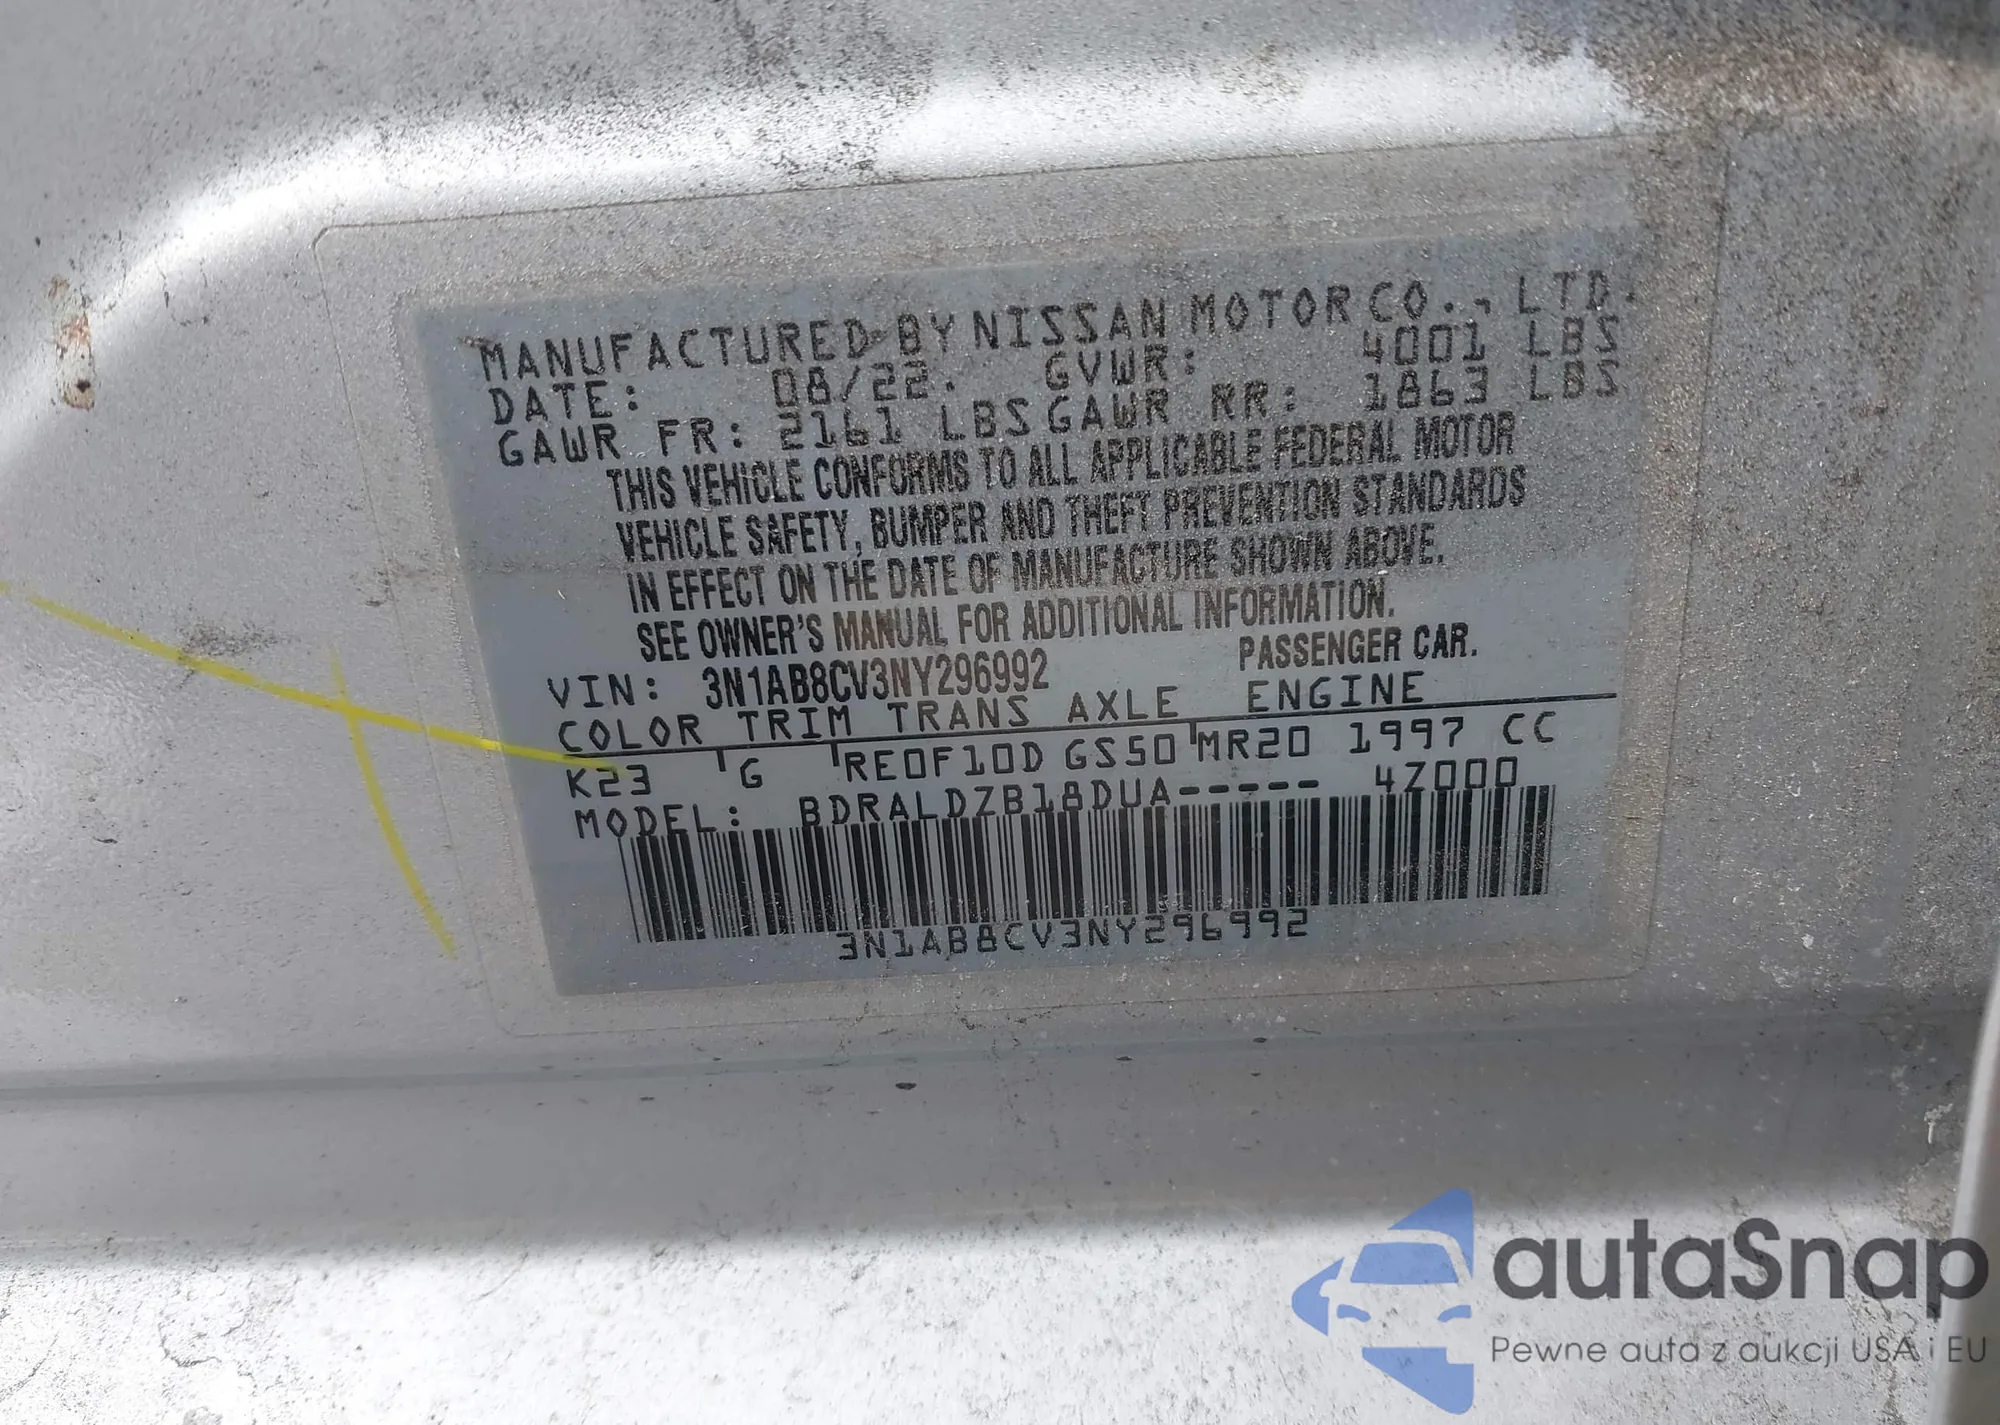 MANUFACTURED BY NISSAN MOTOR CO., LTD.
DATE: 08/22. GVWR: 4001 LBS
GAWR FR: 2161 LBS GAWR RR: 1863 LBS
THIS VEHICLE CONFORMS TO ALL APPLICABLE FEDERAL MOTOR
VEHICLE SAFETY, BUMPER AND THEFT PREVENTION STANDARDS
IN EFFECT ON THE DATE OF MANUFACTURE SHOWN ABOVE.
SEE OWNER'S MANUAL FOR ADDITIONAL INFORMATION.
VIN: 3N1AB8CV3NY296992 PASSENGER CAR.
COLOR TRIM TRANS AXLE ENGINE
K23 G RE0F10D GS50 MR20 1997 CC
MODEL: BDRALDZB18DUA----- 4Z000
3N1AB8CV3NY296992
autaSnap
Pewne auta z aukcji USA i EU